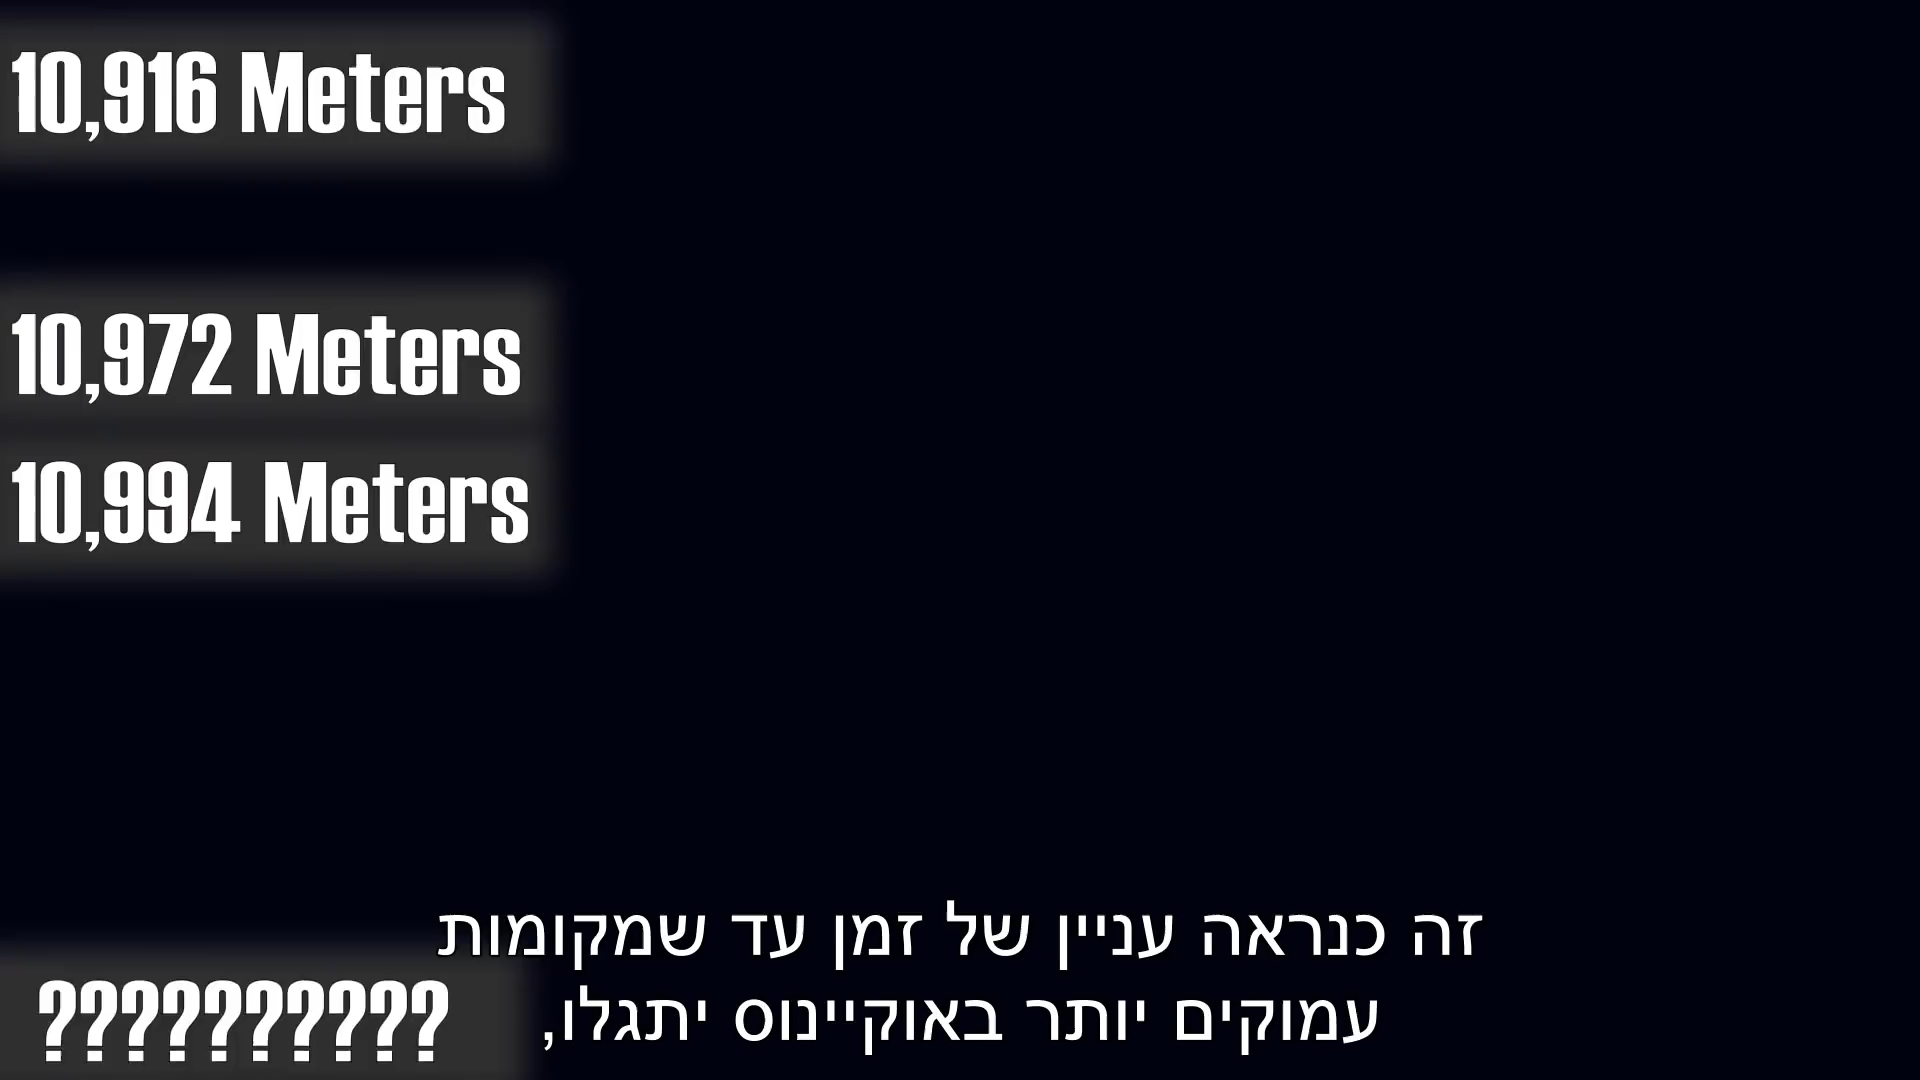 10,916 Meters
10,972 Meters
10,994 Meters
זה כנראה עניין של זמן עד שמקומות
עמוקים יותר באוקיינוס יתגלו,
??????????